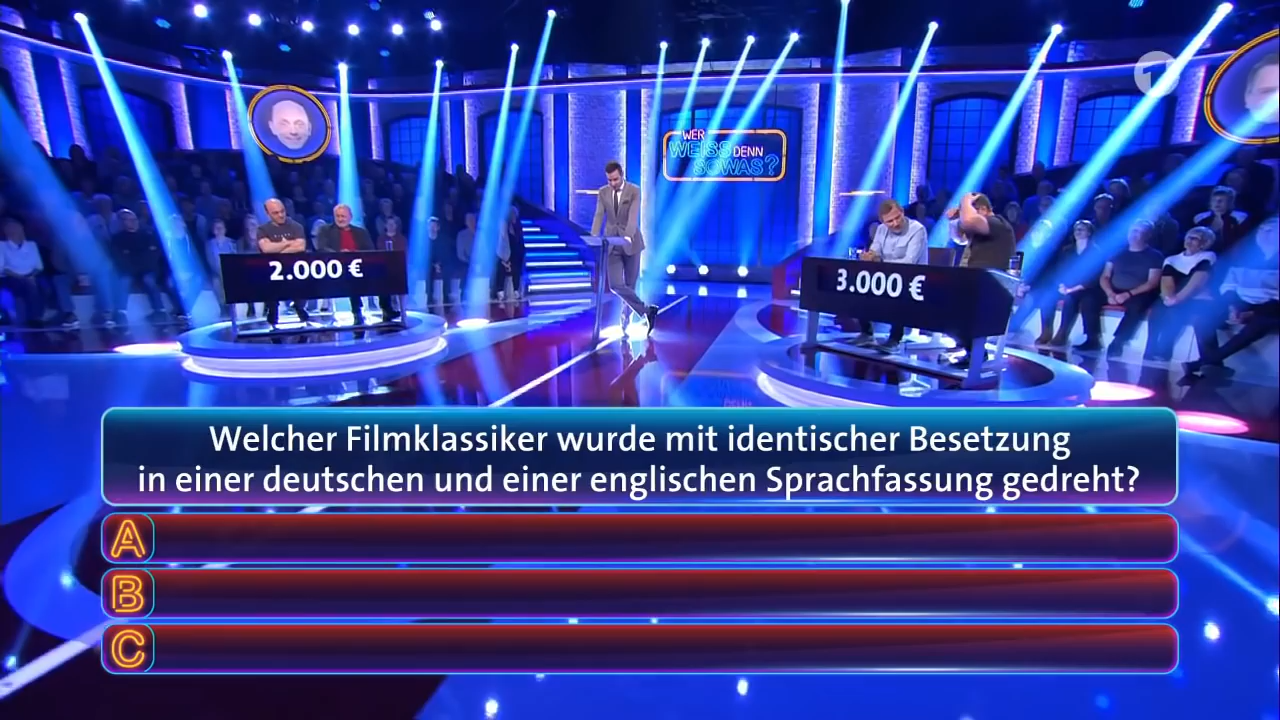 WER
WEISS DENN
SOWAS?
2.000 €
3.000 €
Welcher Filmklassiker wurde mit identischer Besetzung
in einer deutschen und einer englischen Sprachfassung gedreht?
A
B
C
1